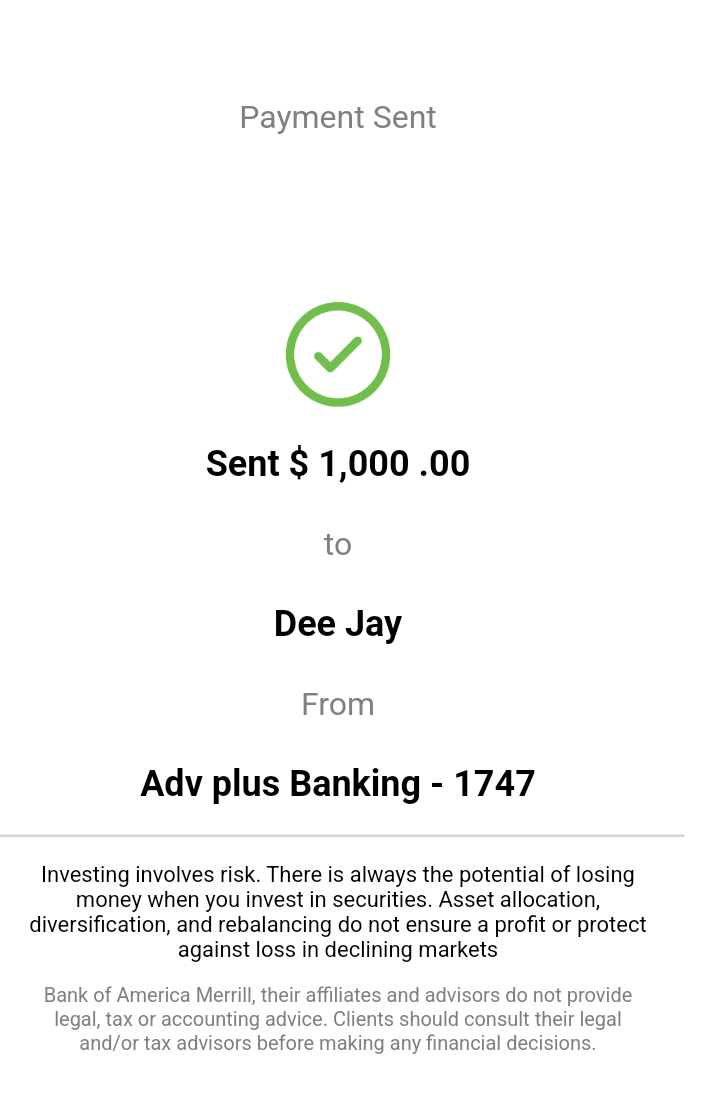 Payment Sent
Sent $ 1,000 .00
to
Dee Jay
From
Adv plus Banking - 1747
Investing involves risk. There is always the potential of losing
money when you invest in securities. Asset allocation,
diversification, and rebalancing do not ensure a profit or protect
against loss in declining markets
Bank of America Merrill, their affiliates and advisors do not provide
legal, tax or accounting advice. Clients should consult their legal
and/or tax advisors before making any financial decisions.